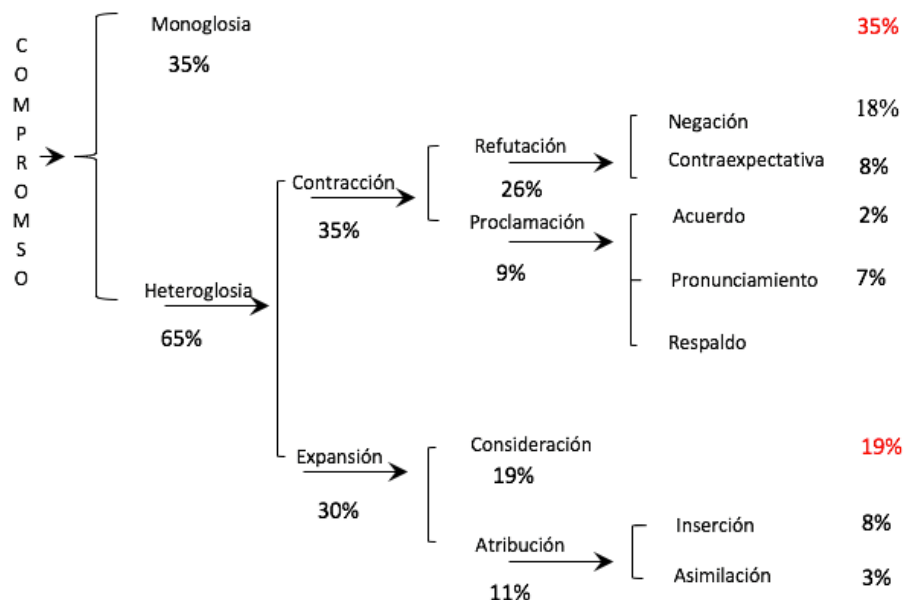 COMPROMSO
Monoglosia
35%
35%
Heteroglosia
65%
Contracción
35%
Refutación
26%
Negación
18%
Contraexpectativa
8%
Proclamación
9%
Acuerdo
2%
Pronunciamiento
7%
Respaldo
Expansión
30%
Consideración
19%
19%
Atribución
11%
Inserción
8%
Asimilación
3%